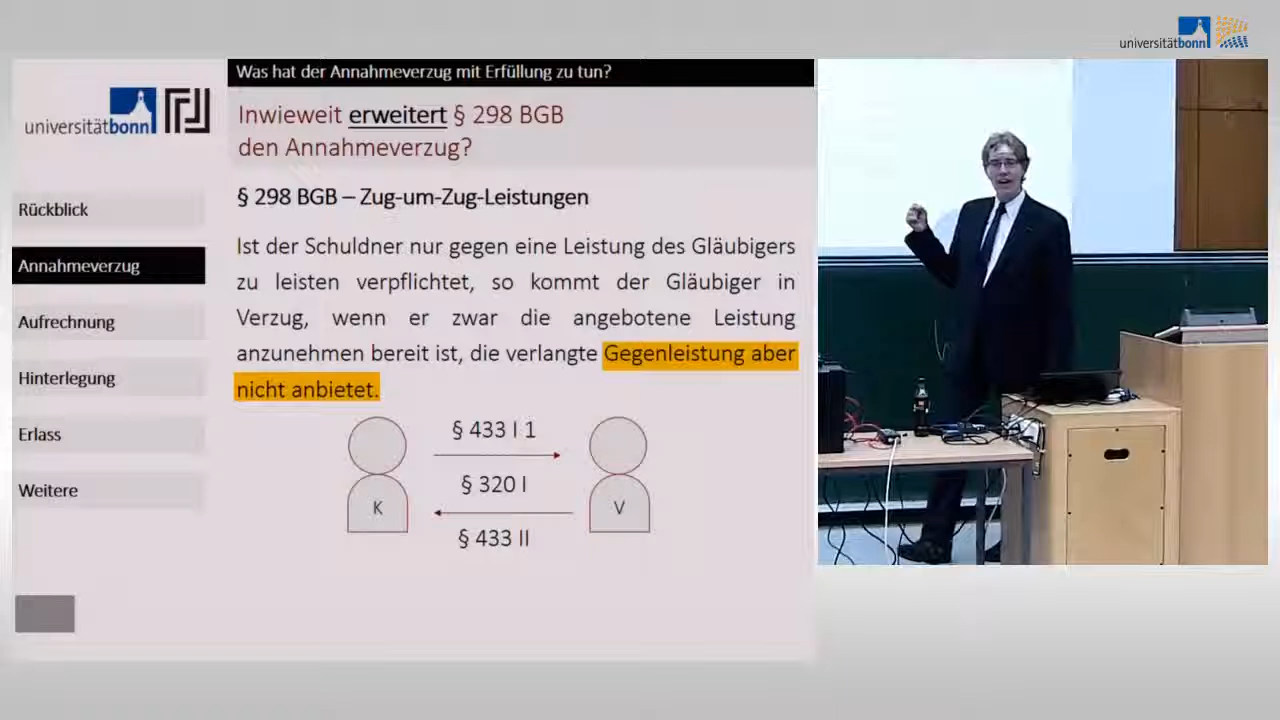 universitätbonn
Was hat der Annahmeverzug mit Erfüllung zu tun?
universitätbonn
Inwieweit erweitert § 298 BGB
den Annahmeverzug?
Rückblick
Annahmeverzug
Aufrechnung
Hinterlegung
Erlass
Weitere
§ 298 BGB – Zug-um-Zug-Leistungen
Ist der Schuldner nur gegen eine Leistung des Gläubigers
zu leisten verpflichtet, so kommt der Gläubiger in
Verzug, wenn er zwar die angebotene Leistung
anzunehmen bereit ist, die verlangte Gegenleistung aber
nicht anbietet.
§ 433 I 1
§ 320 I
§ 433 II
K
V